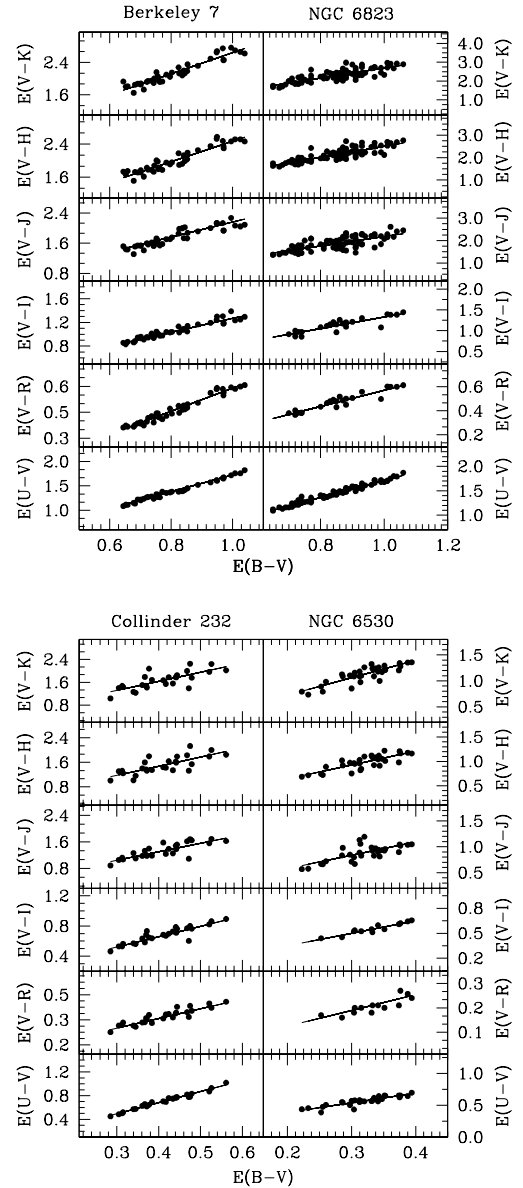 Berkeley 7 NGC 6823
E(V-K) 2.4 1.6 4.0 3.0 2.0 1.0 E(V-K)
E(V-H) 2.4 1.6 3.0 2.0 1.0 E(V-H)
E(V-J) 2.4 1.6 0.8 3.0 2.0 1.0 E(V-J)
E(V-I) 1.6 1.2 0.8 2.0 1.5 1.0 0.5 E(V-I)
E(V-R) 0.6 0.5 0.3 0.6 0.4 0.2 E(V-R)
E(U-V) 2.0 1.5 1.0 2.0 1.5 1.0 E(U-V)
0.6 0.8 1.0 0.8 1.0 1.2
E(B-V)
Collinder 232 NGC 6530
E(V-K) 2.4 1.6 0.8 1.5 1.0 0.5 E(V-K)
E(V-H) 2.4 1.6 0.8 1.5 1.0 0.5 E(V-H)
E(V-J) 2.4 1.6 0.8 1.5 1.0 0.5 E(V-J)
E(V-I) 1.2 0.8 0.4 0.8 0.5 0.2 E(V-I)
E(V-R) 0.5 0.3 0.2 0.3 0.2 0.1 E(V-R)
E(U-V) 1.2 0.8 0.4 1.0 0.5 0.0 E(U-V)
0.3 0.4 0.5 0.6 0.2 0.3 0.4
E(B-V)